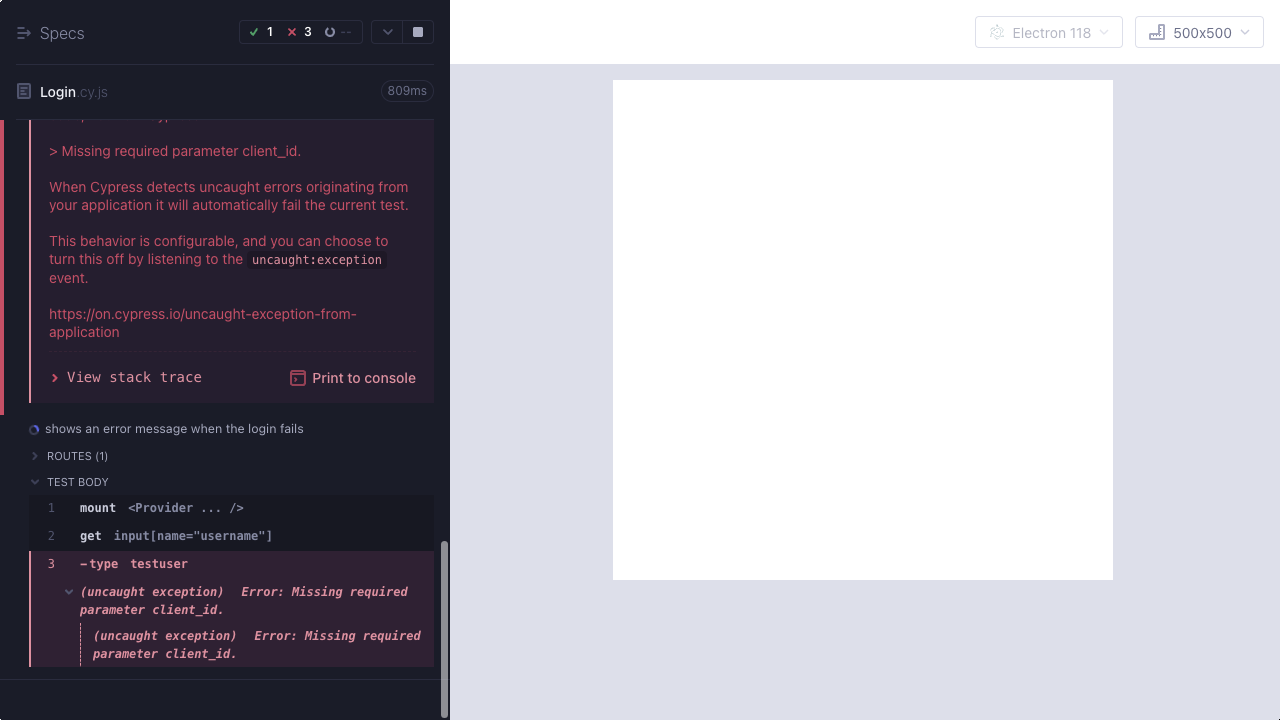 Specs
1
3
--
Electron 118
500x500
Login.cy.js
809ms
> Missing required parameter client_id.
When Cypress detects uncaught errors originating from
your application it will automatically fail the current test.
This behavior is configurable, and you can choose to
turn this off by listening to the uncaught:exception
event.
https://on.cypress.io/uncaught-exception-from-
application
View stack trace
Print to console
shows an error message when the login fails
ROUTES (1)
TEST BODY
1 mount <Provider ... />
2 get input[name="username"]
3 -type testuser
(uncaught exception) Error: Missing required
parameter client_id.
(uncaught exception) Error: Missing required
parameter client_id.